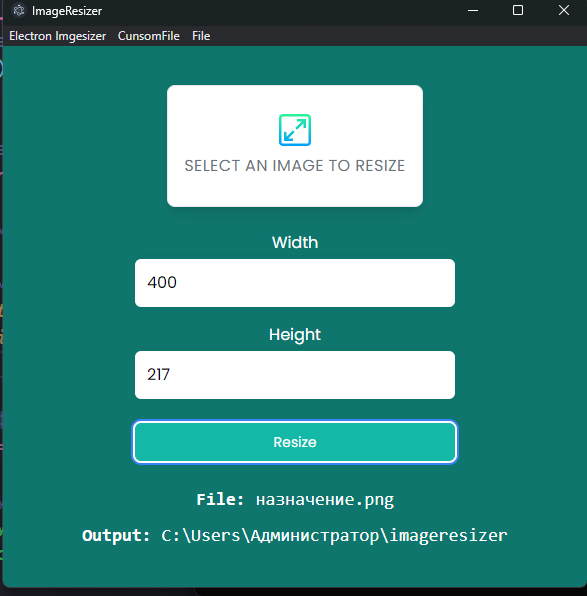 ImageResizer
Electron Imgesizer CunsomFile File
SELECT AN IMAGE TO RESIZE
Width
400
Height
217
Resize
File: назначение.png
Output: C:\Users\Администратор\imageresizer